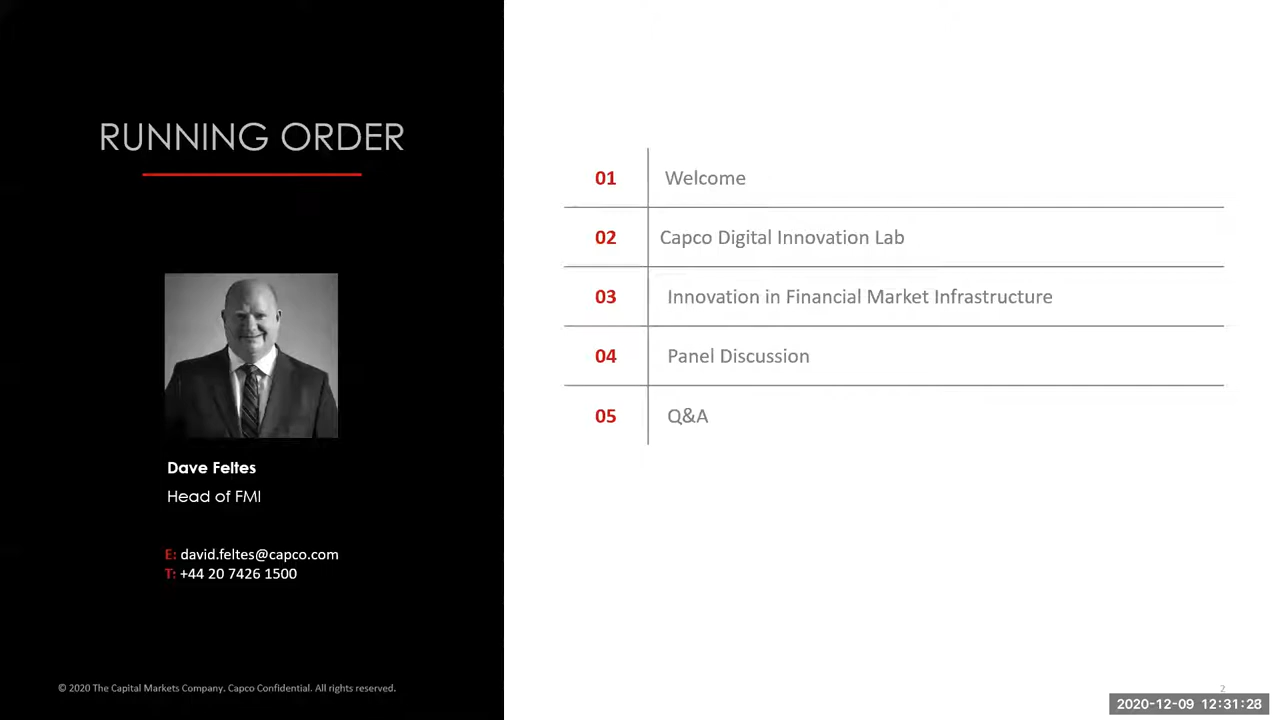 RUNNING ORDER
Dave Feltes
Head of FMI
E: david.feltes@capco.com
T: +44 20 7426 1500
© 2020 The Capital Markets Company. Capco Confidential. All rights reserved.
01 Welcome
02 Capco Digital Innovation Lab
03 Innovation in Financial Market Infrastructure
04 Panel Discussion
05 Q&A
2
2020-12-09 12:31:28